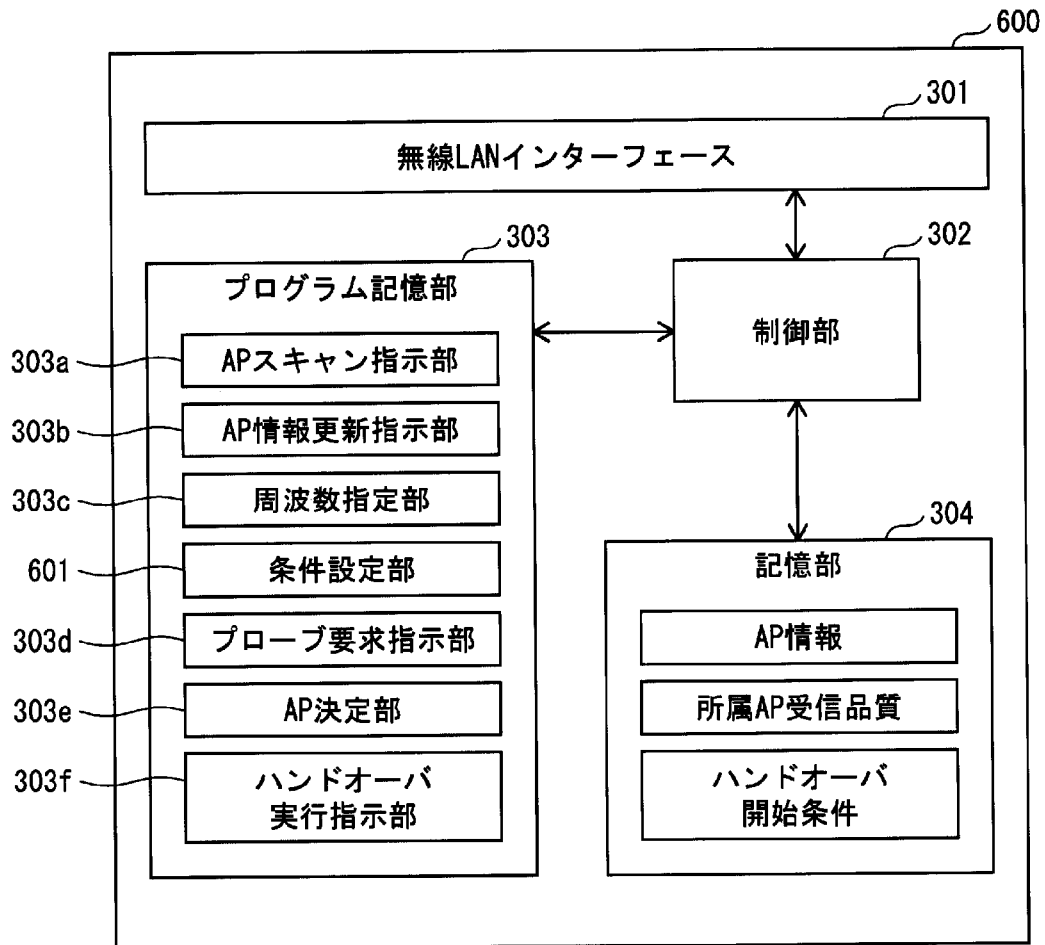 600
301
無線LANインターフェース
303
302
プログラム記憶部
制御部
303a
APスキャン指示部
303b
AP情報更新指示部
303c
周波数指定部
304
601
条件設定部
記憶部
303d
プローブ要求指示部
AP情報
303e
AP決定部
所属AP受信品質
303f
ハンドオーバ
実行指示部
ハンドオーバ
開始条件